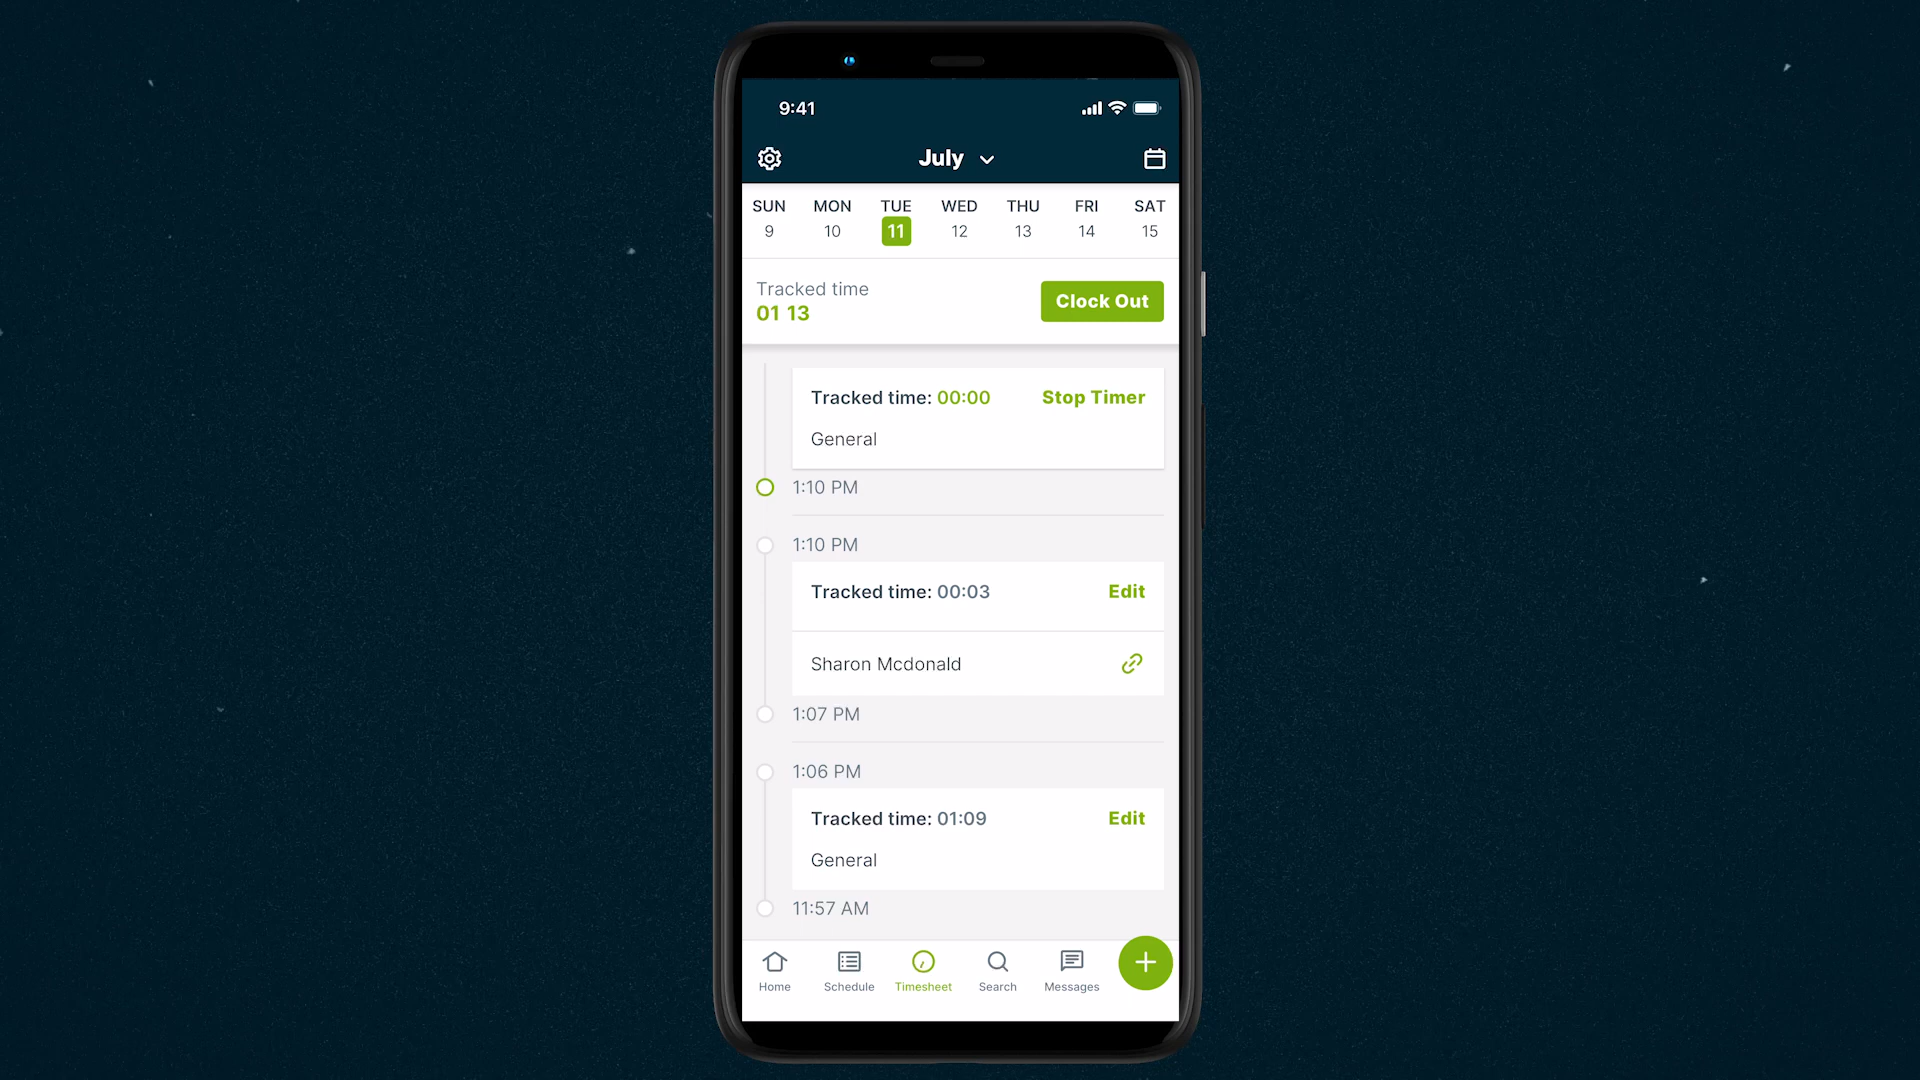 9:41
July
SUN MON TUE WED THU FRI SAT
9 10 11 12 13 14 15
Tracked time
01 13
Clock Out
Tracked time: 00:00 Stop Timer
General
1:10 PM
1:10 PM
Tracked time: 00:03 Edit
Sharon Mcdonald
1:07 PM
1:06 PM
Tracked time: 01:09 Edit
General
11:57 AM
Home Schedule Timesheet Search Messages